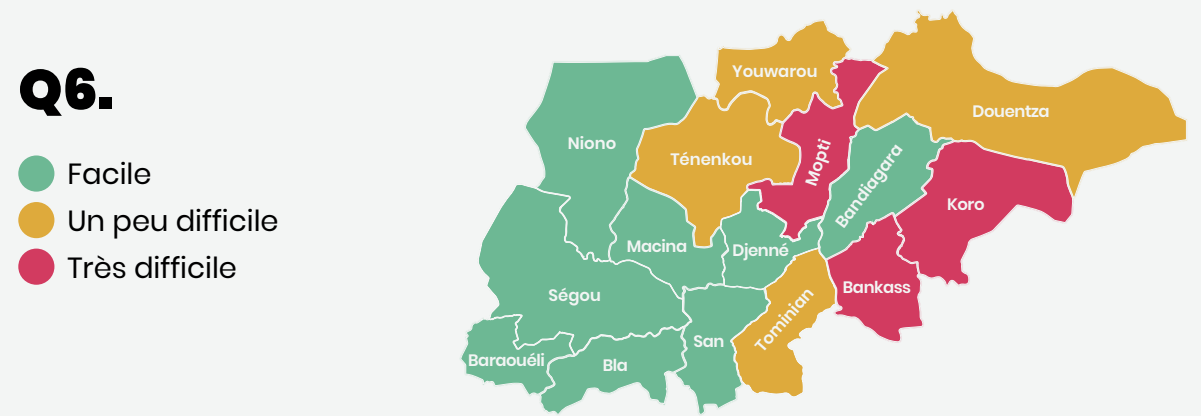 Q6.
Facile
Un peu difficile
Très difficile
Youwarou
Douentza
Niono
Ténenkou
Mopti
Bandiagara
Koro
Macina
Djenné
Bankass
Ségou
Tominian
San
Baraouéli
Bla